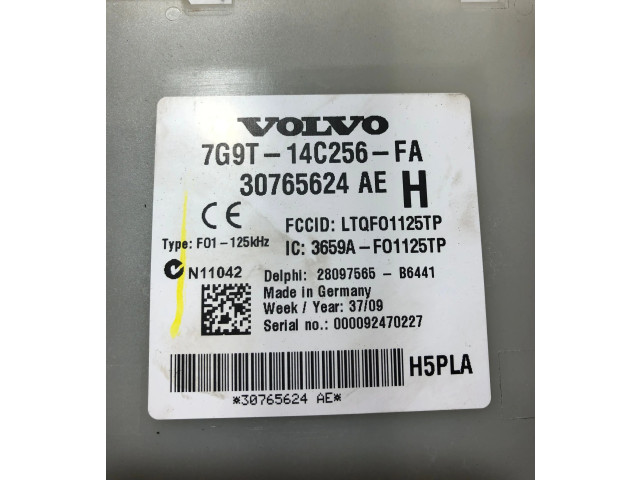 VOLVO
7G9T-14C256-FA
30765624 AE H
FCCID: LTQFO1125TP
Type: F01-125kHz IC: 3659A-FO1125TP
N11042 Delphi: 28097565 - B6441
Made in Germany
Week / Year: 37/09
Serial no.: 000092470227
H5PLA
*30765624 AE*